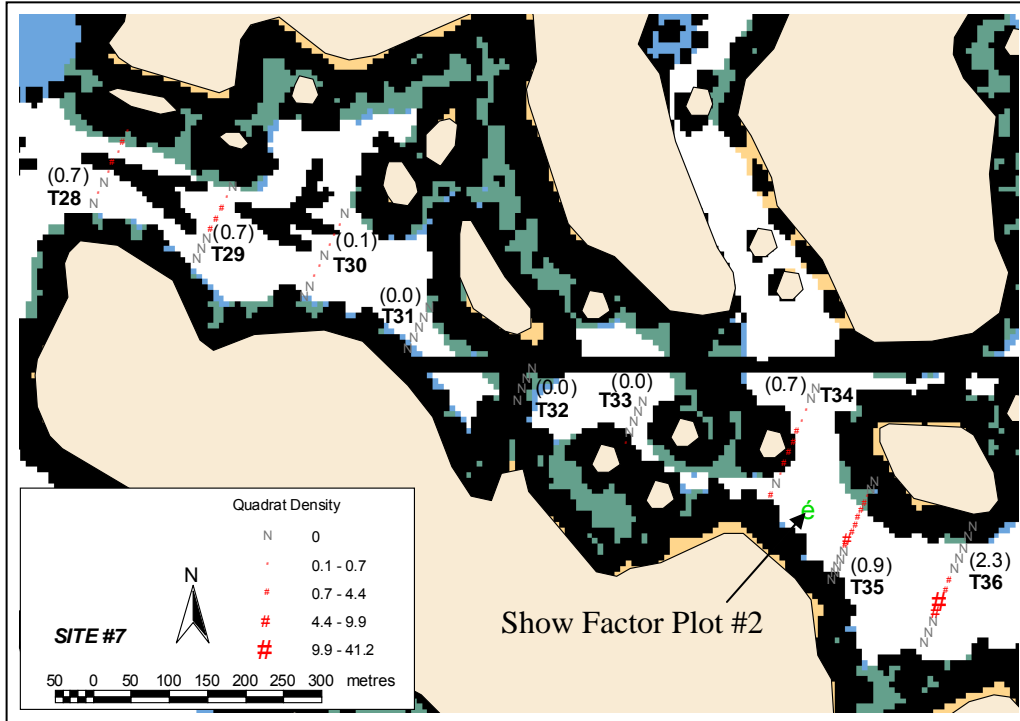 (0.7)
T28
(0.7)
T29
(0.1)
T30
(0.0)
T31
(0.0)
T32
(0.0)
T33
(0.7)
T34
é
(0.9)
T35
(2.3)
T36
Show Factor Plot #2
Quadrat Density
N 0
0.1 - 0.7
# 0.7 - 4.4
# 4.4 - 9.9
# 9.9 - 41.2
N
SITE #7
50 0 50 100 150 200 250 300 metres